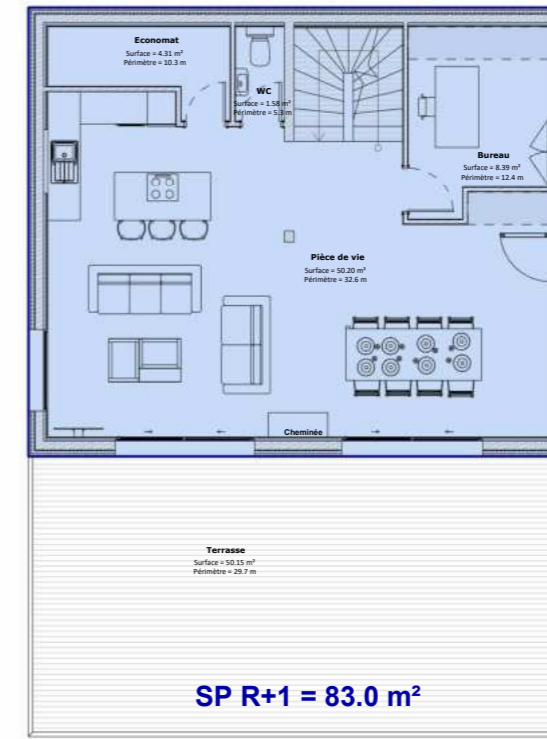 Economat
Surface = 4.31 m²
Périmètre = 10.3 m
WC
Surface = 1.58 m²
Périmètre = 5.3 m
Bureau
Surface = 8.39 m²
Périmètre = 12.4 m
Pièce de vie
Surface = 50.20 m²
Périmètre = 32.6 m
Cheminée
Terrasse
Surface = 50.15 m²
Périmètre = 29.7 m
SP R+1 = 83.0 m²